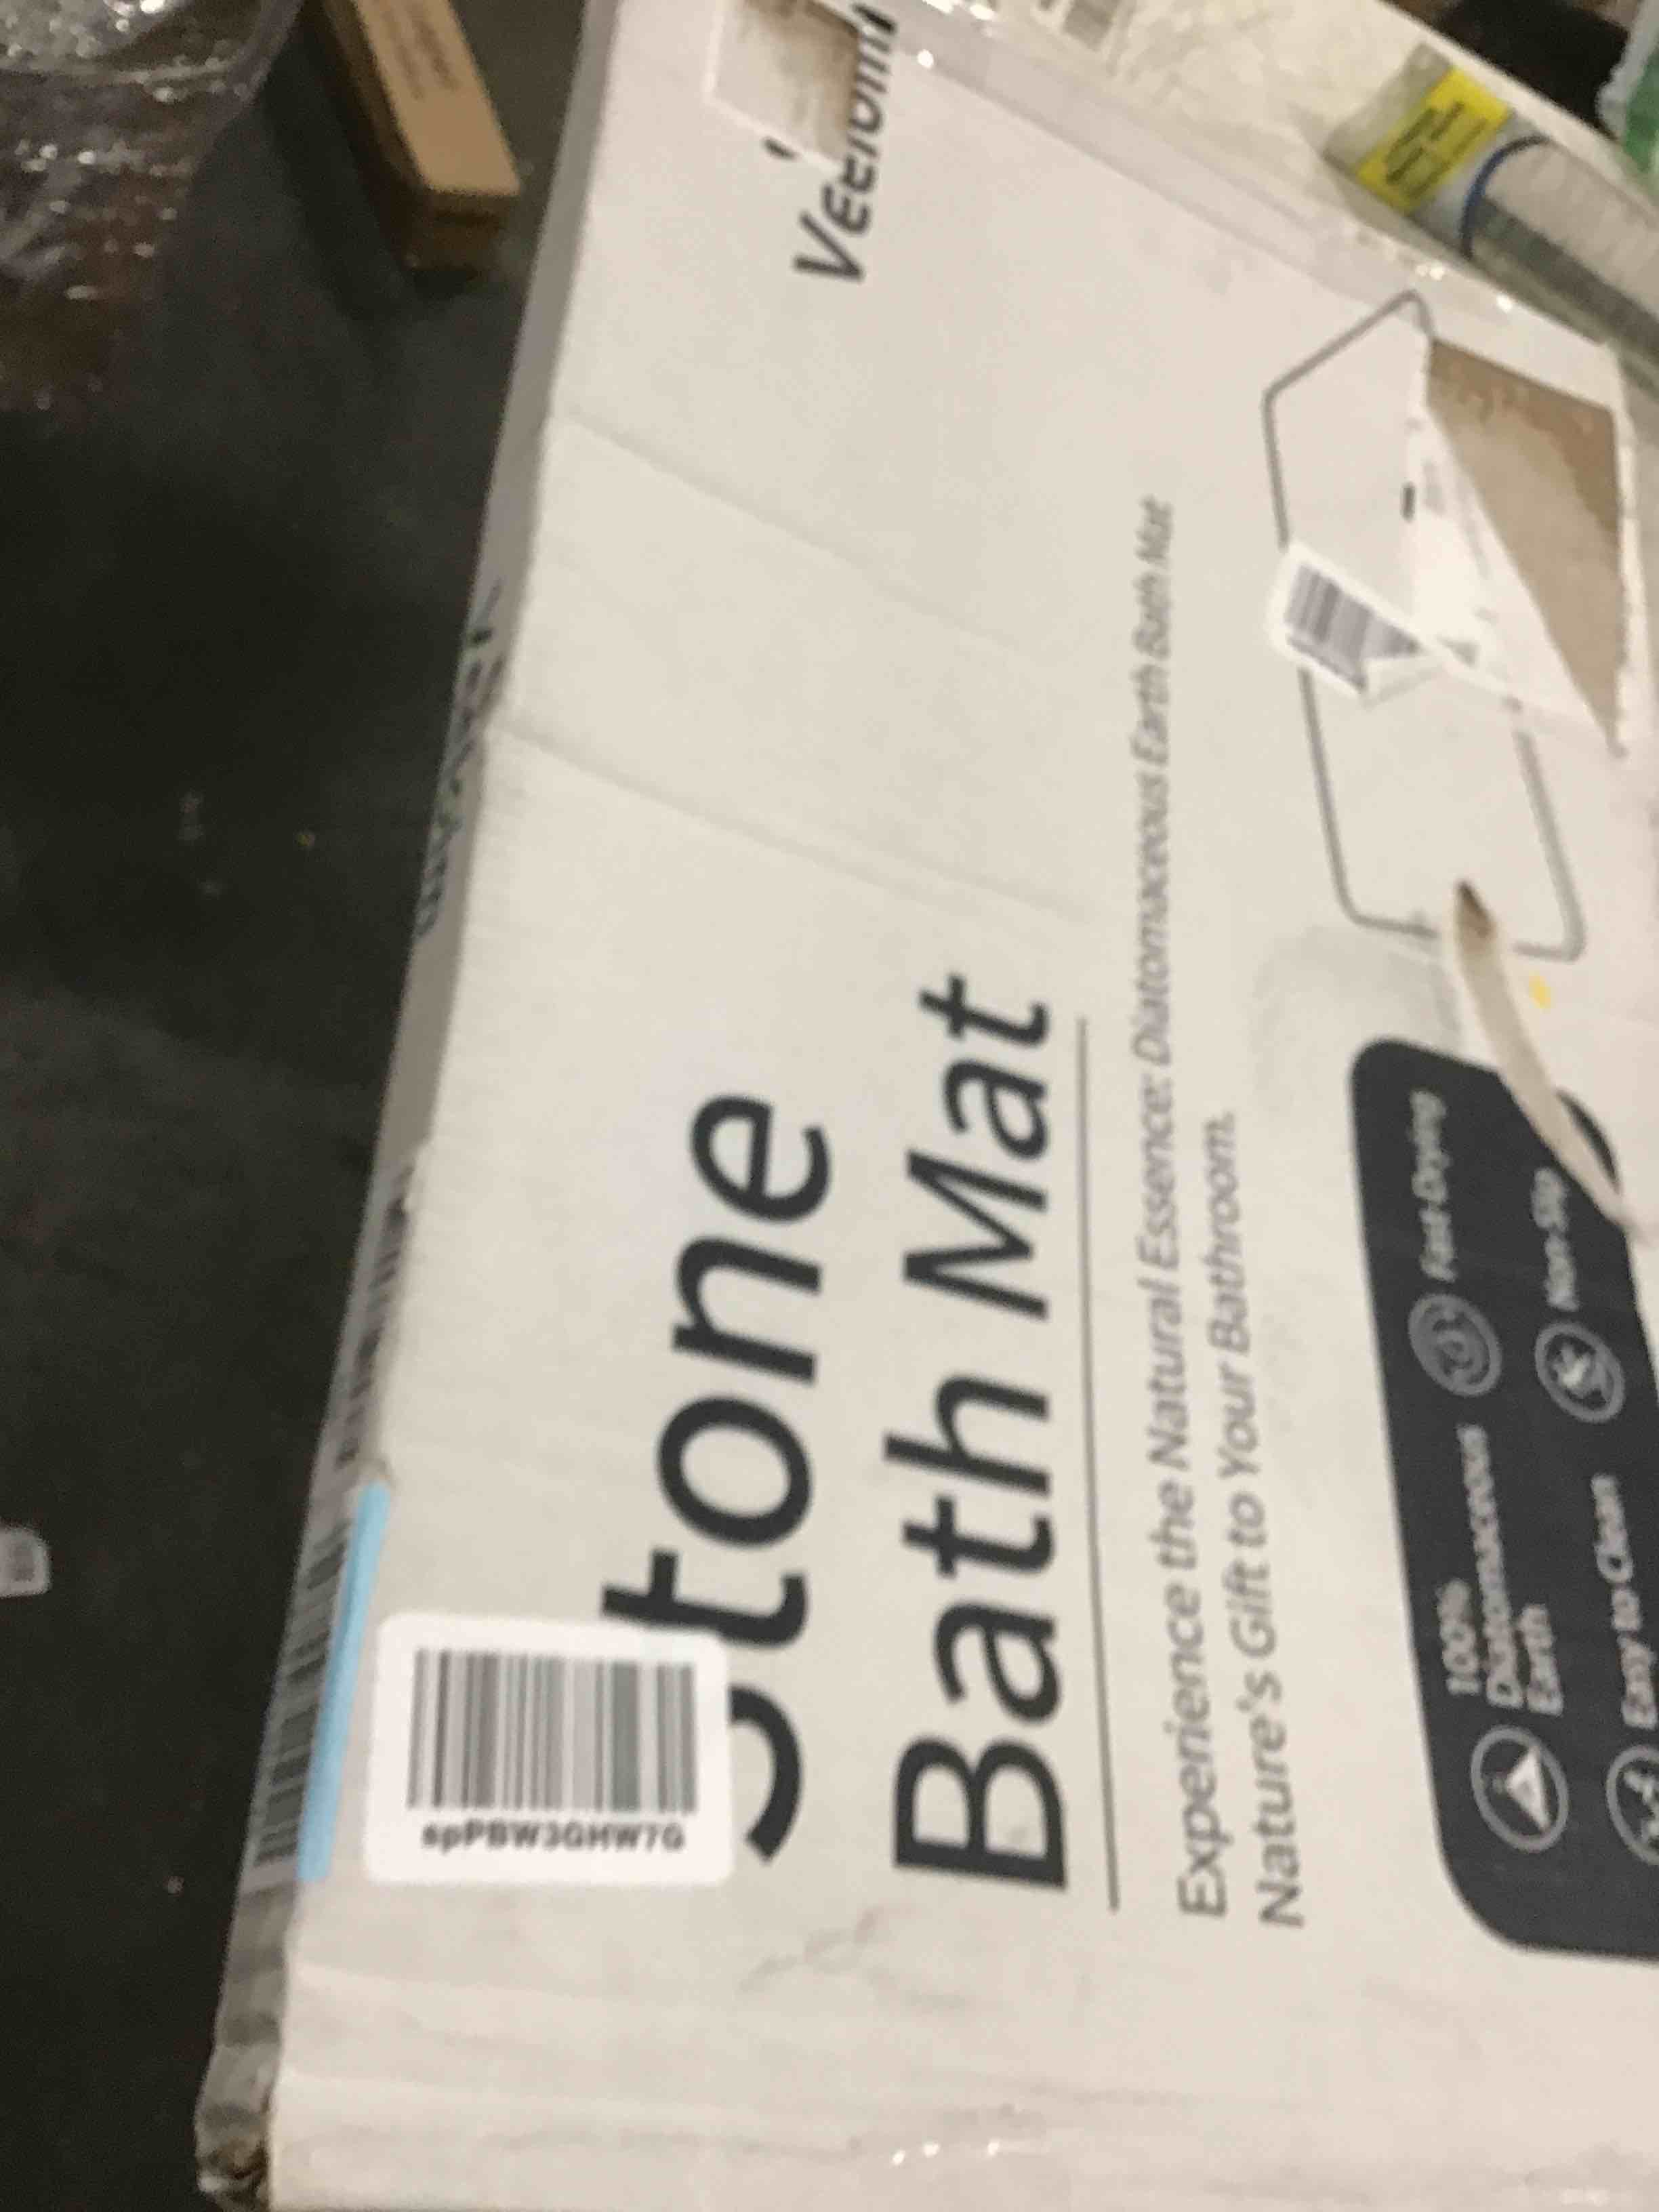 Stone
Bath Mat
Experience the Natural Essence: Diatomaceous Earth Bath Mat
Nature's Gift to Your Bathroom.
100%
Diatomaceous
Earth
Fast-Drying
Easy to Clean
Non-Slip
spPBW3GHW7G